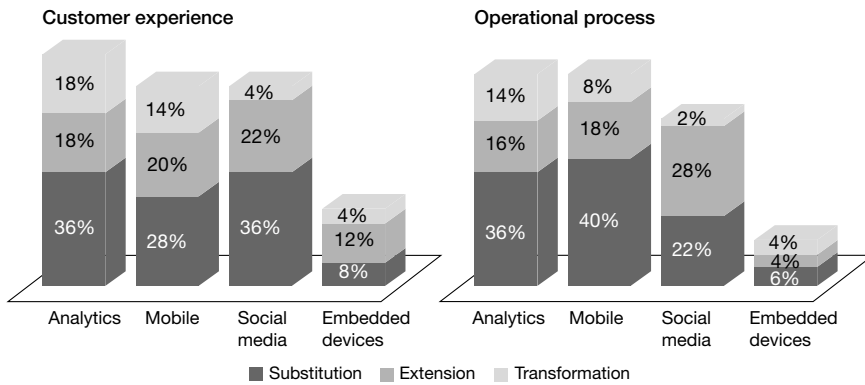 Customer experience
Operational process
18%
14%
4%
18%
20%
22%
4%
36%
28%
36%
12%
8%
14%
8%
2%
16%
18%
28%
4%
36%
40%
22%
4%
6%
Analytics
Mobile
Social
media
Embedded
devices
Analytics
Mobile
Social
media
Embedded
devices
Substitution
Extension
Transformation